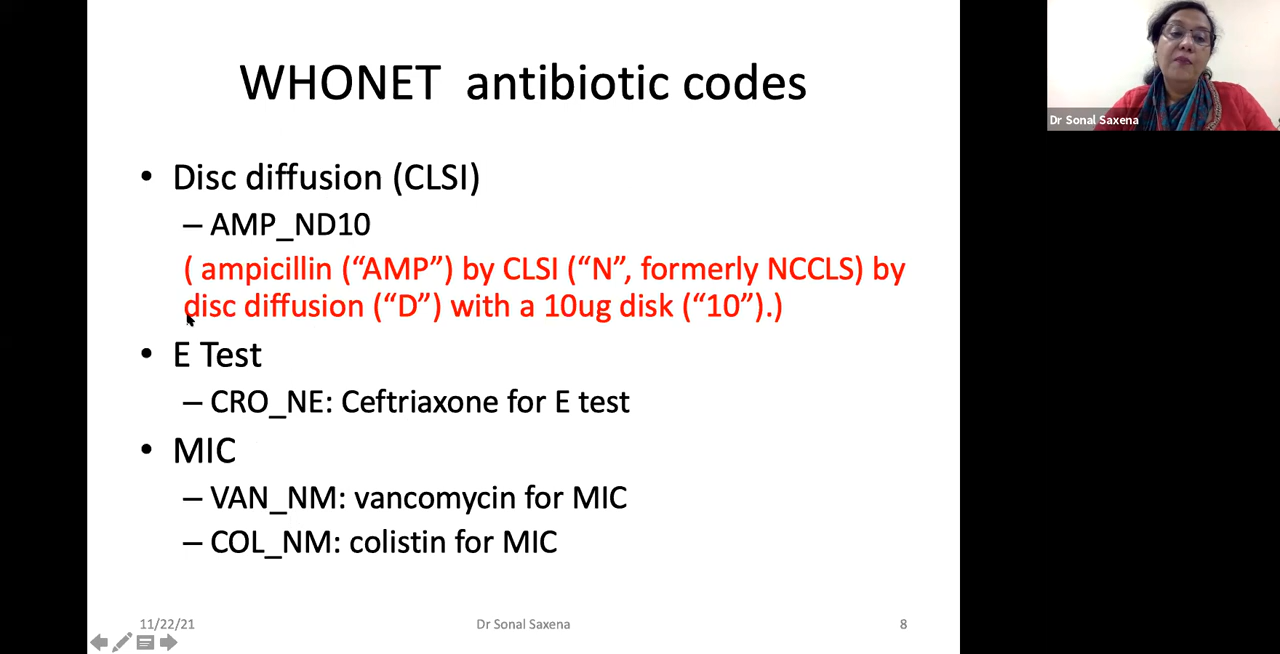 WHONET antibiotic codes
Dr Sonal Saxena
• Disc diffusion (CLSI)
– AMP_ND10
( ampicillin (“AMP”) by CLSI (“N”, formerly NCCLS) by
disc diffusion (“D”) with a 10ug disk (“10”).)
• E Test
– CRO_NE: Ceftriaxone for E test
• MIC
– VAN_NM: vancomycin for MIC
– COL_NM: colistin for MIC
11/22/21 Dr Sonal Saxena 8